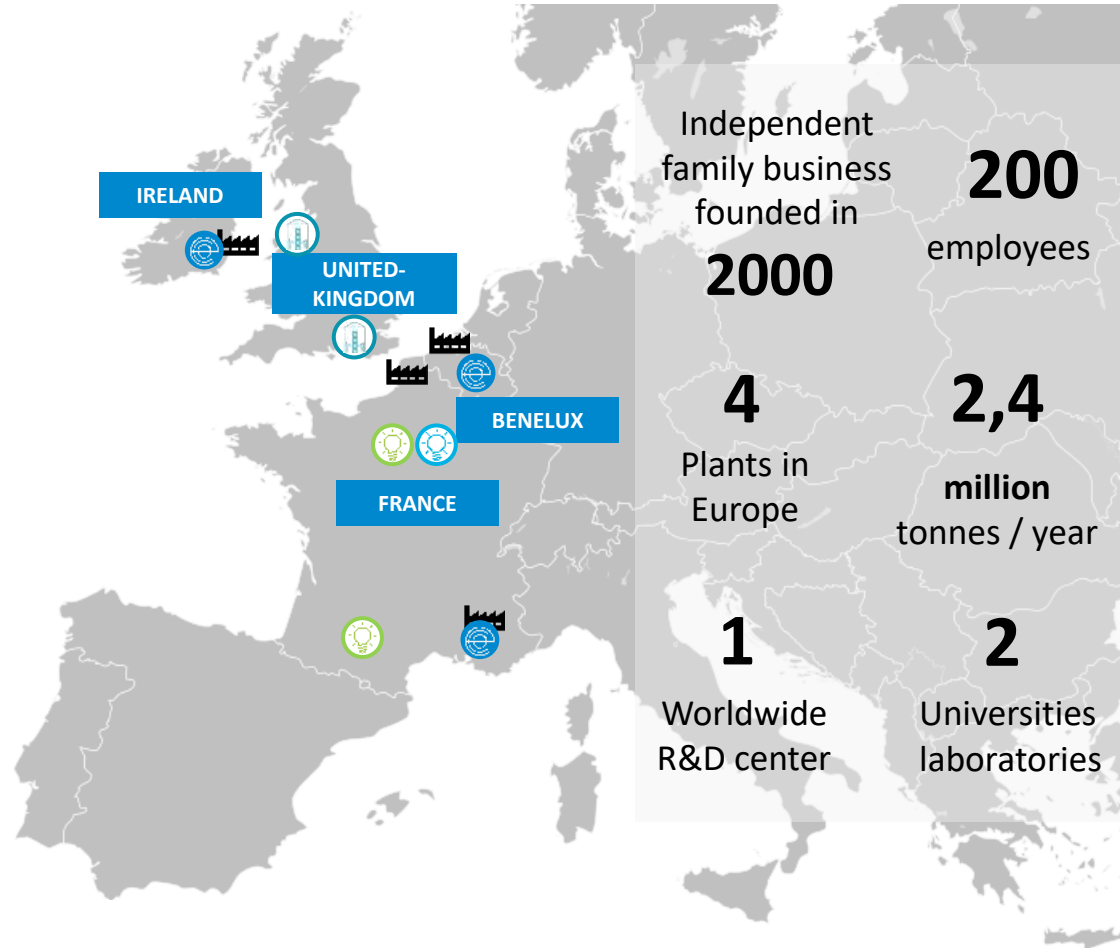 IRELAND
UNITED-
KINGDOM
BENELUX
FRANCE
Independent
family business
founded in
2000
200
employees
4
Plants in
Europe
2,4
million
tonnes / year
1
Worldwide
R&D center
2
Universities
laboratories